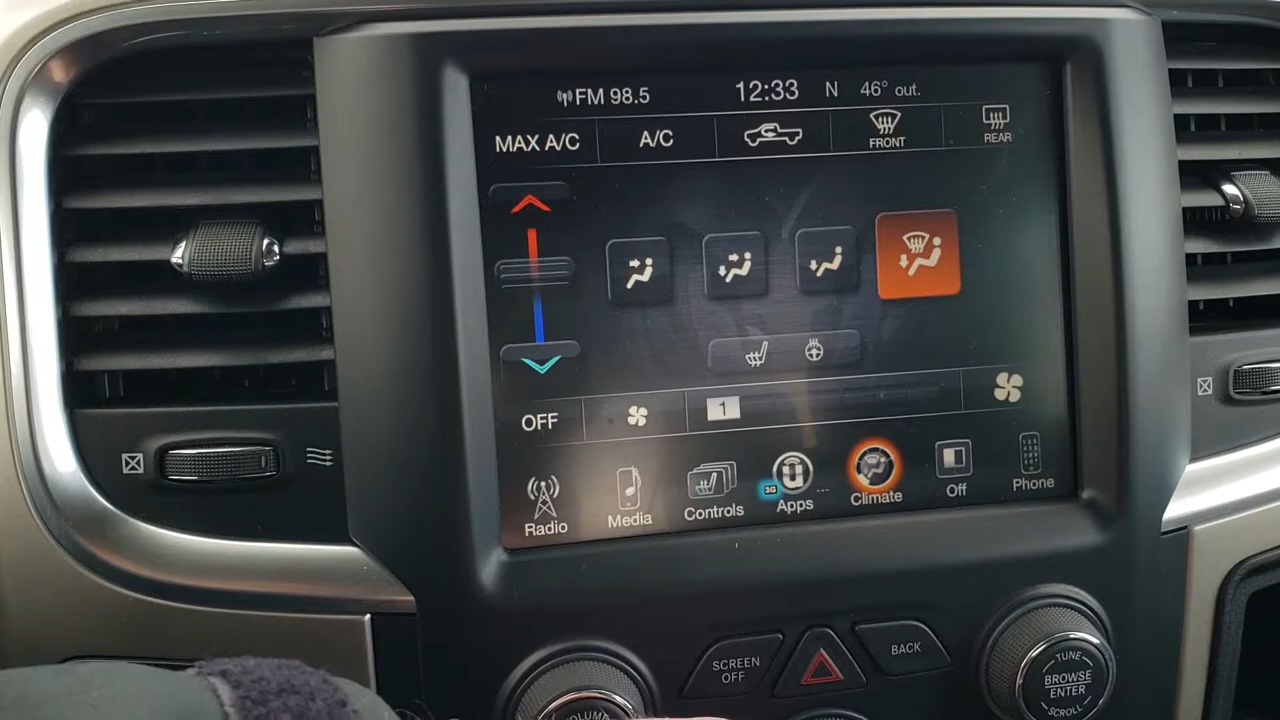 FM 98.5 12:33 N 46° out.
MAX A/C A/C FRONT REAR
OFF 1
Radio Media Controls 3G Apps ... Climate Off Phone
SCREEN OFF
BACK
TUNE
BROWSE
ENTER
SCROLL
VOLUME